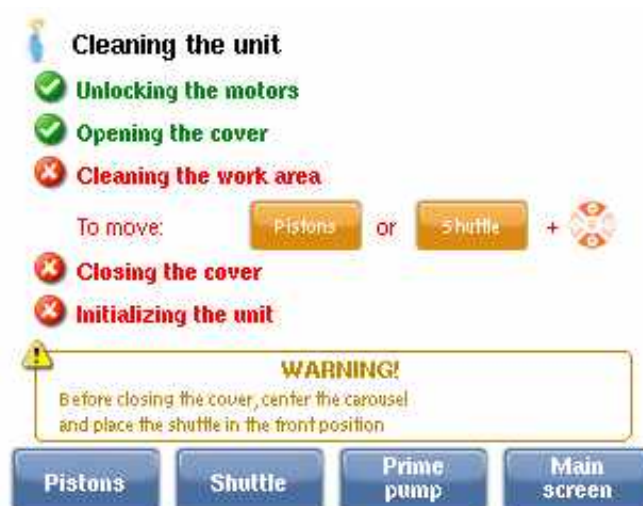 Cleaning the unit
Unlocking the motors
Opening the cover
Cleaning the work area
To move: Pistons or Shuttle +
Closing the cover
Initializing the unit
WARNING!
Before closing the cover, center the carousel
and place the shuttle in the front position
Pistons Shuttle Prime pump Main screen